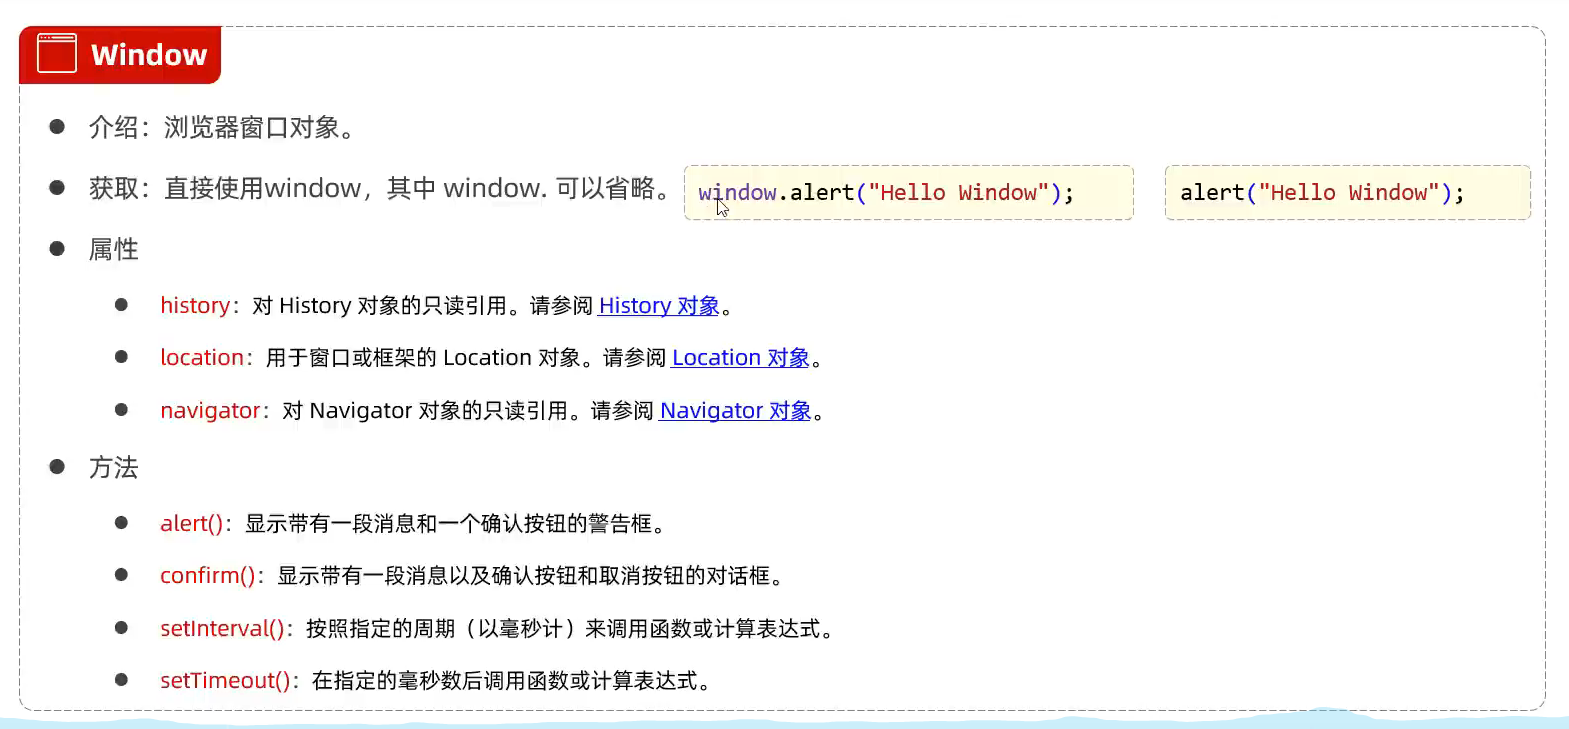 Window
介绍：浏览器窗口对象。
获取：直接使用window，其中 window. 可以省略。 window.alert("Hello Window"); alert("Hello Window");
属性
history：对 History 对象的只读引用。请参阅 History 对象。
location：用于窗口或框架的 Location 对象。请参阅 Location 对象。
navigator：对 Navigator 对象的只读引用。请参阅 Navigator 对象。
方法
alert()：显示带有一段消息和一个确认按钮的警告框。
confirm()：显示带有一段消息以及确认按钮和取消按钮的对话框。
setInterval()：按照指定的周期（以毫秒计）来调用函数或计算表达式。
setTimeout()：在指定的毫秒数后调用函数或计算表达式。